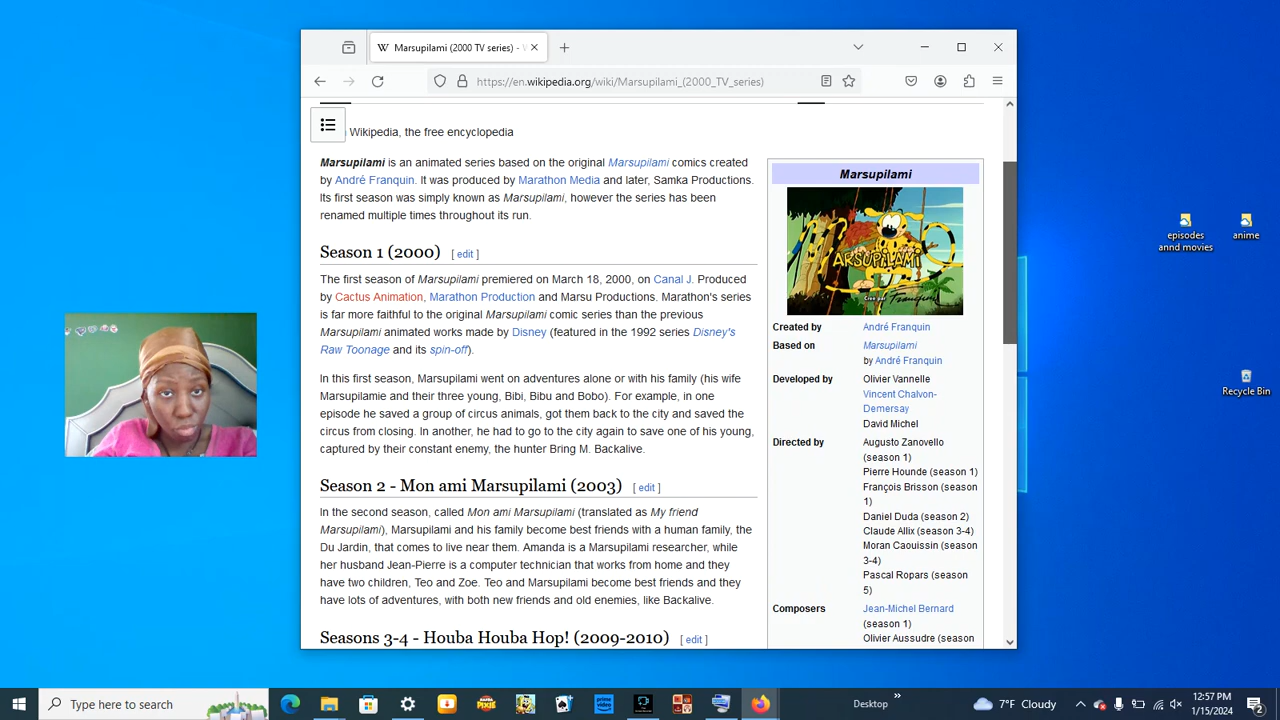 Marsupilami (2000 TV series) - W
https://en.wikipedia.org/wiki/Marsupilami_(2000_TV_series)
Wikipedia, the free encyclopedia
Marsupilami is an animated series based on the original Marsupilami comics created
by André Franquin. It was produced by Marathon Media and later, Samka Productions.
Its first season was simply known as Marsupilami, however the series has been
renamed multiple times throughout its run.
Season 1 (2000) [ edit ]
The first season of Marsupilami premiered on March 18, 2000, on Canal J. Produced
by Cactus Animation, Marathon Production and Marsu Productions. Marathon's series
is far more faithful to the original Marsupilami comic series than the previous
Marsupilami animated works made by Disney (featured in the 1992 series Disney's
Raw Toonage and its spin-off).
In this first season, Marsupilami went on adventures alone or with his family (his wife
Marsupilamie and their three young, Bibi, Bibu and Bobo). For example, in one
episode he saved a group of circus animals, got them back to the city and saved the
circus from closing. In another, he had to go to the city again to save one of his young,
captured by their constant enemy, the hunter Bring M. Backalive.
Season 2 - Mon ami Marsupilami (2003) [ edit ]
In the second season, called Mon ami Marsupilami (translated as My friend
Marsupilami), Marsupilami and his family become best friends with a human family, the
Du Jardin, that comes to live near them. Amanda is a Marsupilami researcher, while
her husband Jean-Pierre is a computer technician that works from home and they
have two children, Teo and Zoe. Teo and Marsupilami become best friends and they
have lots of adventures, with both new friends and old enemies, like Backalive.
Seasons 3-4 - Houba Houba Hop! (2009-2010) [ edit ]
Marsupilami
MARSUPILAMI
Créé par Franquin
Created by André Franquin
Based on Marsupilami
by André Franquin
Developed by Olivier Vannelle
Vincent Chalvon-
Demersay
David Michel
Directed by Augusto Zanovello
(season 1)
Pierre Hounde (season 1)
François Brisson (season
1)
Daniel Duda (season 2)
Claude Allix (season 3-4)
Moran Caouissin (season
3-4)
Pascal Ropars (season
5)
Composers Jean-Michel Bernard
(season 1)
Olivier Aussudre (season
episodes
annd movies
anime
Recycle Bin
Type here to search
Desktop
7°F Cloudy
12:57 PM
1/15/2024
2